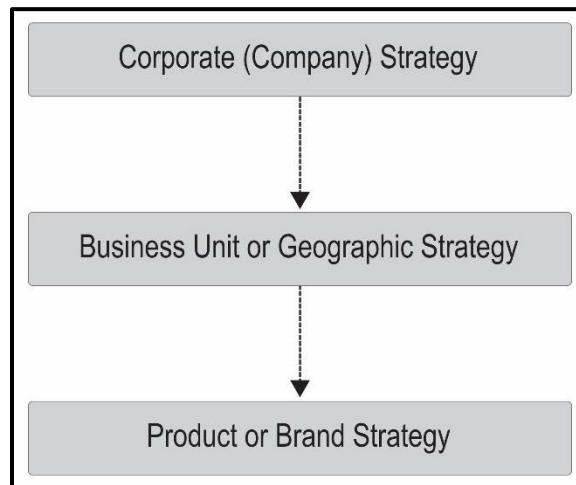 Corporate (Company) Strategy
Business Unit or Geographic Strategy
Product or Brand Strategy